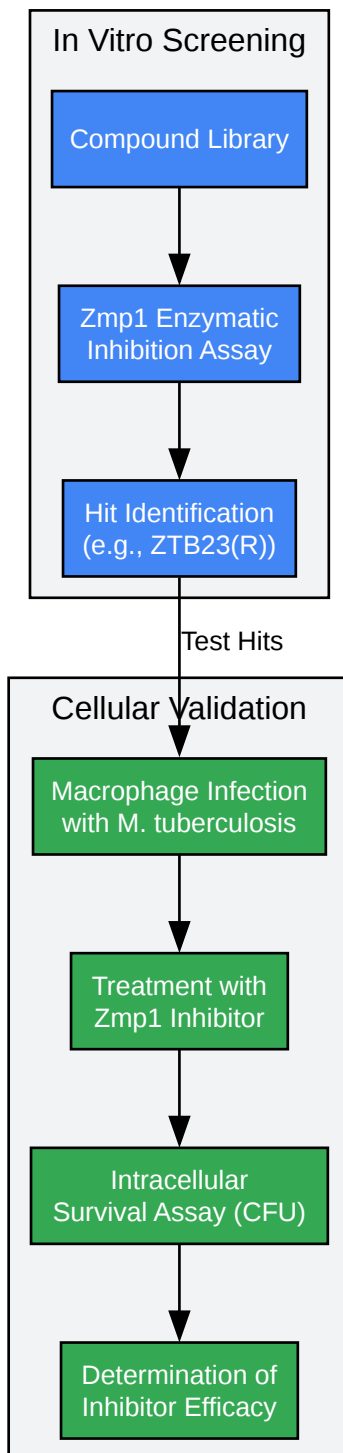 In Vitro Screening
Compound Library
Zmp1 Enzymatic
Inhibition Assay
Hit Identification
(e.g., ZTB23(R))
Test Hits
Cellular Validation
Macrophage Infection
with M. tuberculosis
Treatment with
Zmp1 Inhibitor
Intracellular
Survival Assay (CFU)
Determination of
Inhibitor Efficacy